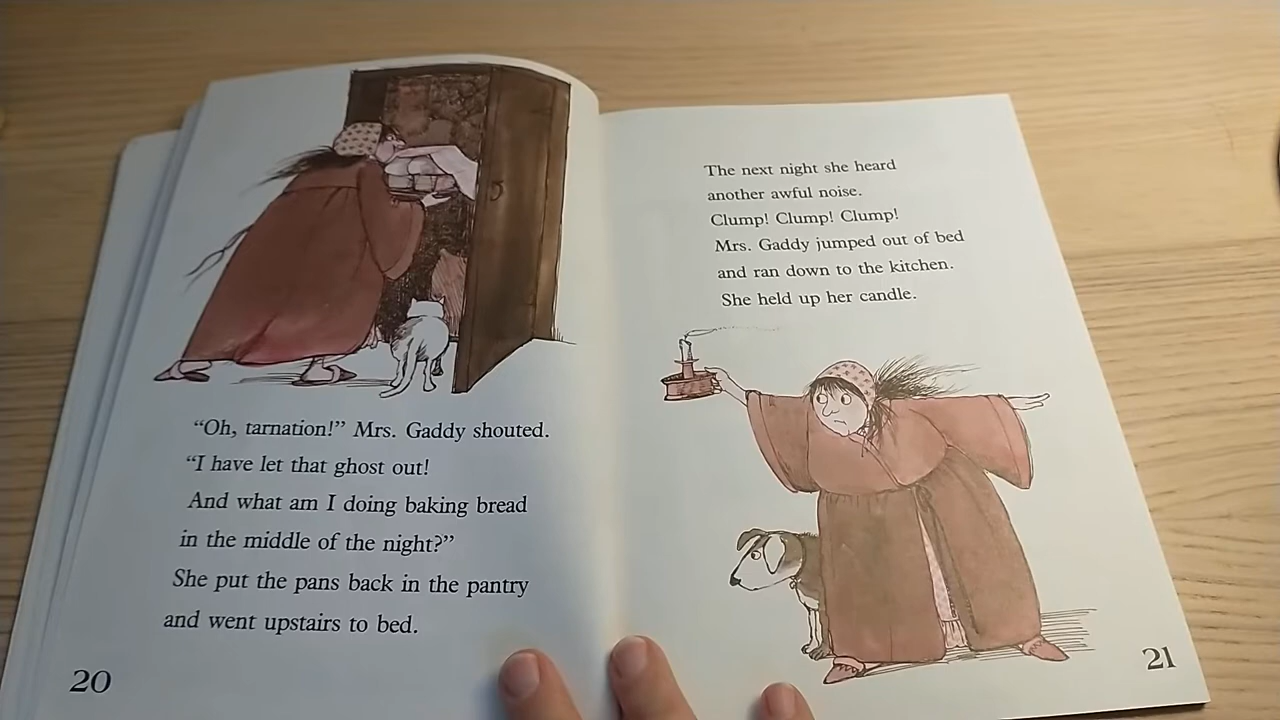 “Oh, tarnation!” Mrs. Gaddy shouted.
“I have let that ghost out!
And what am I doing baking bread
in the middle of the night?”
She put the pans back in the pantry
and went upstairs to bed.
20
The next night she heard
another awful noise.
Clump! Clump! Clump!
Mrs. Gaddy jumped out of bed
and ran down to the kitchen.
She held up her candle.
21